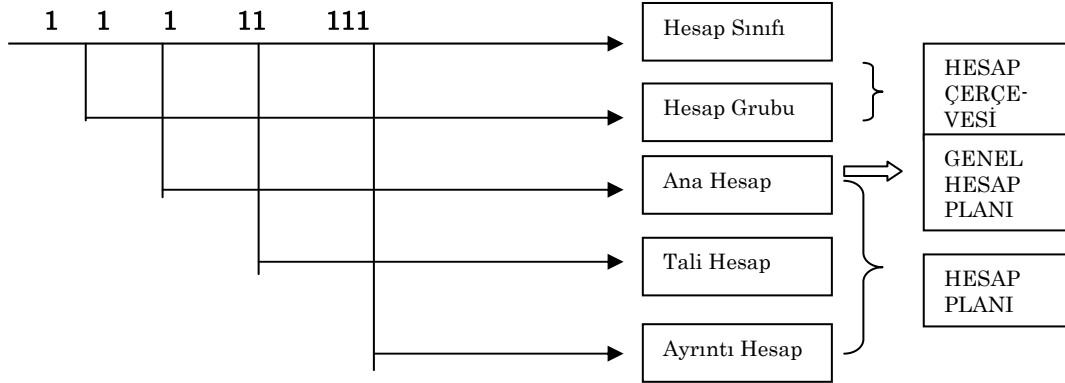 1 1 1 11 111
Hesap Sınıfı
Hesap Grubu
Ana Hesap
Tali Hesap
Ayrıntı Hesap
HESAP
ÇERÇE-
VESİ
GENEL
HESAP
PLANI
HESAP
PLANI